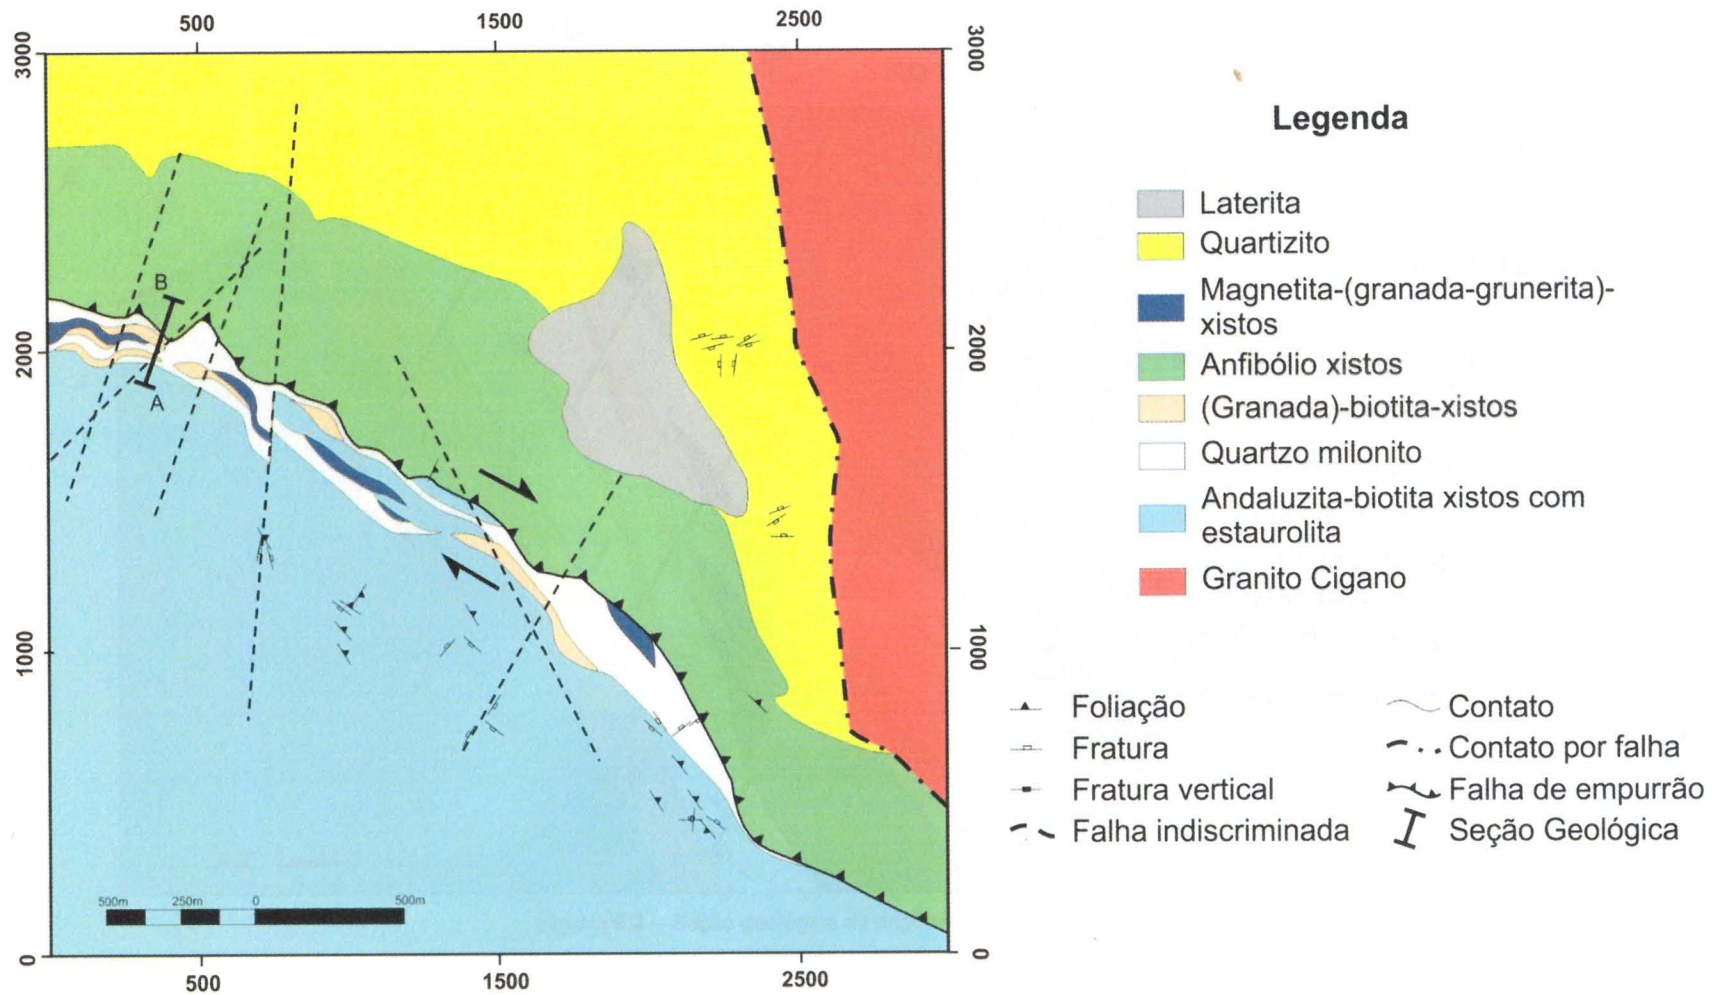 500 1500 2500
3000 3000
Legenda
Laterita
Quartizito
Magnetita-(granada-grunerita)-
xistos
Anfibólio xistos
(Granada)-biotita-xistos
Quartzo milonito
Andaluzita-biotita xistos com
estaurolita
Granito Cigano
B
2000 2000
A
1000 1000
Foliação Contato
Fratura Contato por falha
Fratura vertical Falha de empurrão
Falha indiscriminada Seção Geológica
500m 250m 0 500m
0 0
500 1500 2500